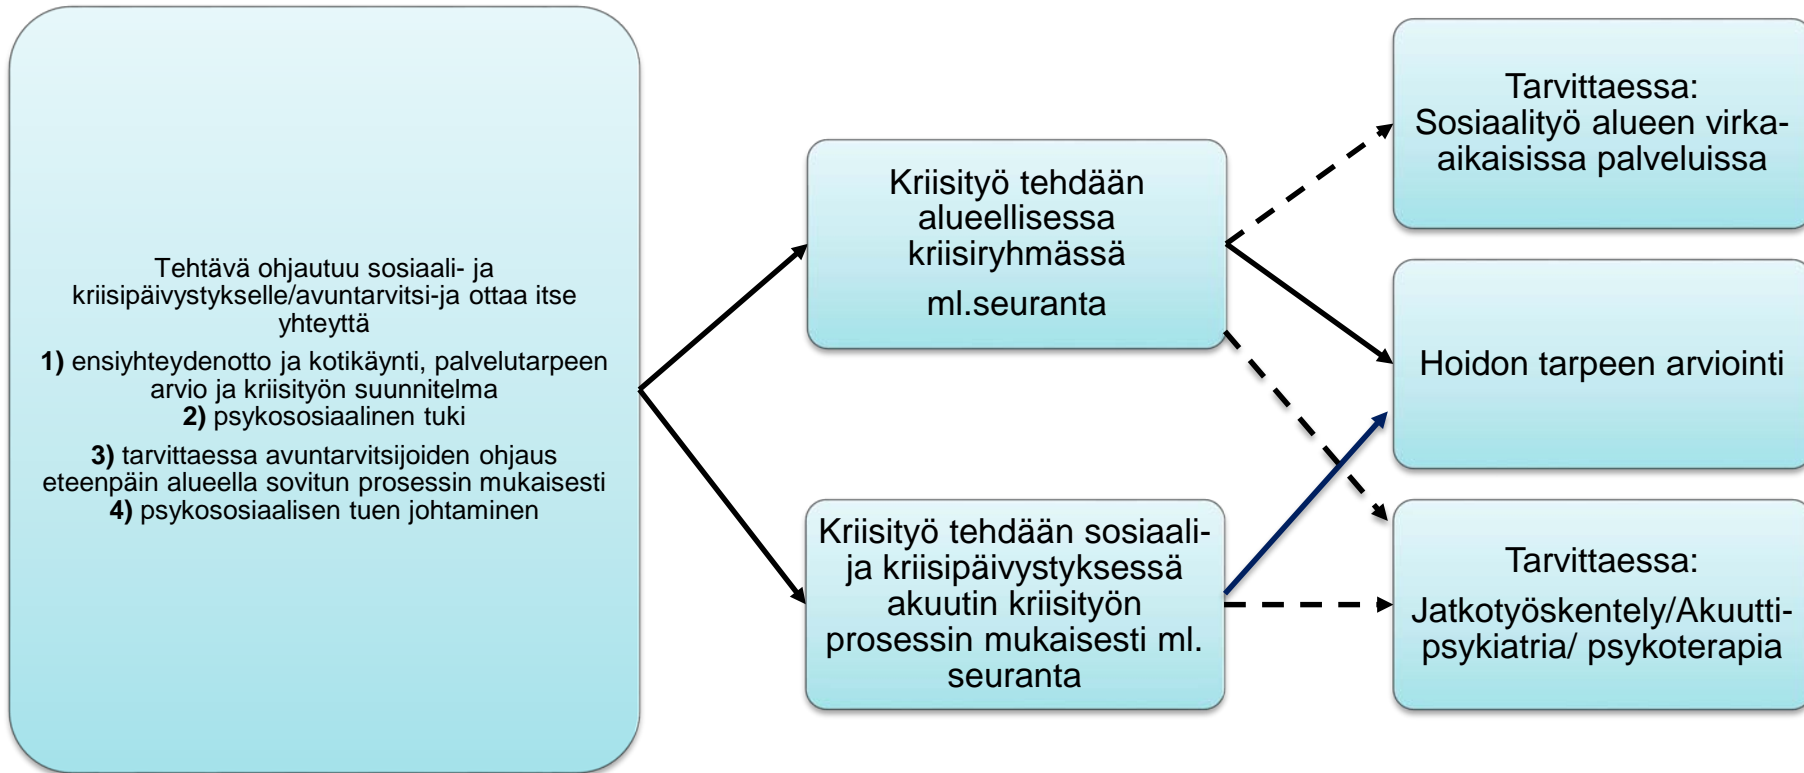 Tehtävä ohjautuu sosiaali- ja
kriisipäivystykselle/avuntarvitsi-ja ottaa itse
yhteyttä
1) ensiyhteydenotto ja kotikäynti, palvelutarpeen
arvio ja kriisityön suunnitelma
2) psykososiaalinen tuki
3) tarvittaessa avuntarvitsijoiden ohjaus
eteenpäin alueella sovitun prosessin mukaisesti
4) psykososiaalisen tuen johtaminen
Kriisityö tehdään
alueellisessa
kriisiryhmässä
ml.seuranta
Kriisityö tehdään sosiaali-
ja kriisipäivystyksessä
akuutin kriisityön
prosessin mukaisesti ml.
seuranta
Tarvittaessa:
Sosiaalityö alueen virka-
aikaisissa palveluissa
Hoidon tarpeen arviointi
Tarvittaessa:
Jatkotyöskentely/Akuutti-
psykiatria/ psykoterapia